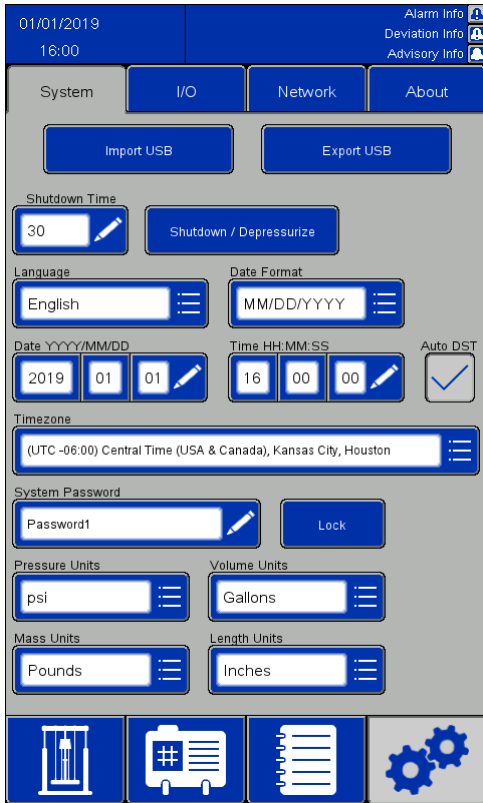 01/01/2019
16:00
Alarm Info
Deviation Info
Advisory Info
System
I/O
Network
About
Import USB
Export USB
Shutdown Time
30
Shutdown / Depressurize
Language
Date Format
English
MM/DD/YYYY
Date YYYY/MM/DD
Time HH:MM:SS
Auto DST
2019 01 01
16 00 00
Timezone
(UTC -06:00) Central Time (USA & Canada), Kansas City, Houston
System Password
Password1
Lock
Pressure Units
Volume Units
psi
Gallons
Mass Units
Length Units
Pounds
Inches